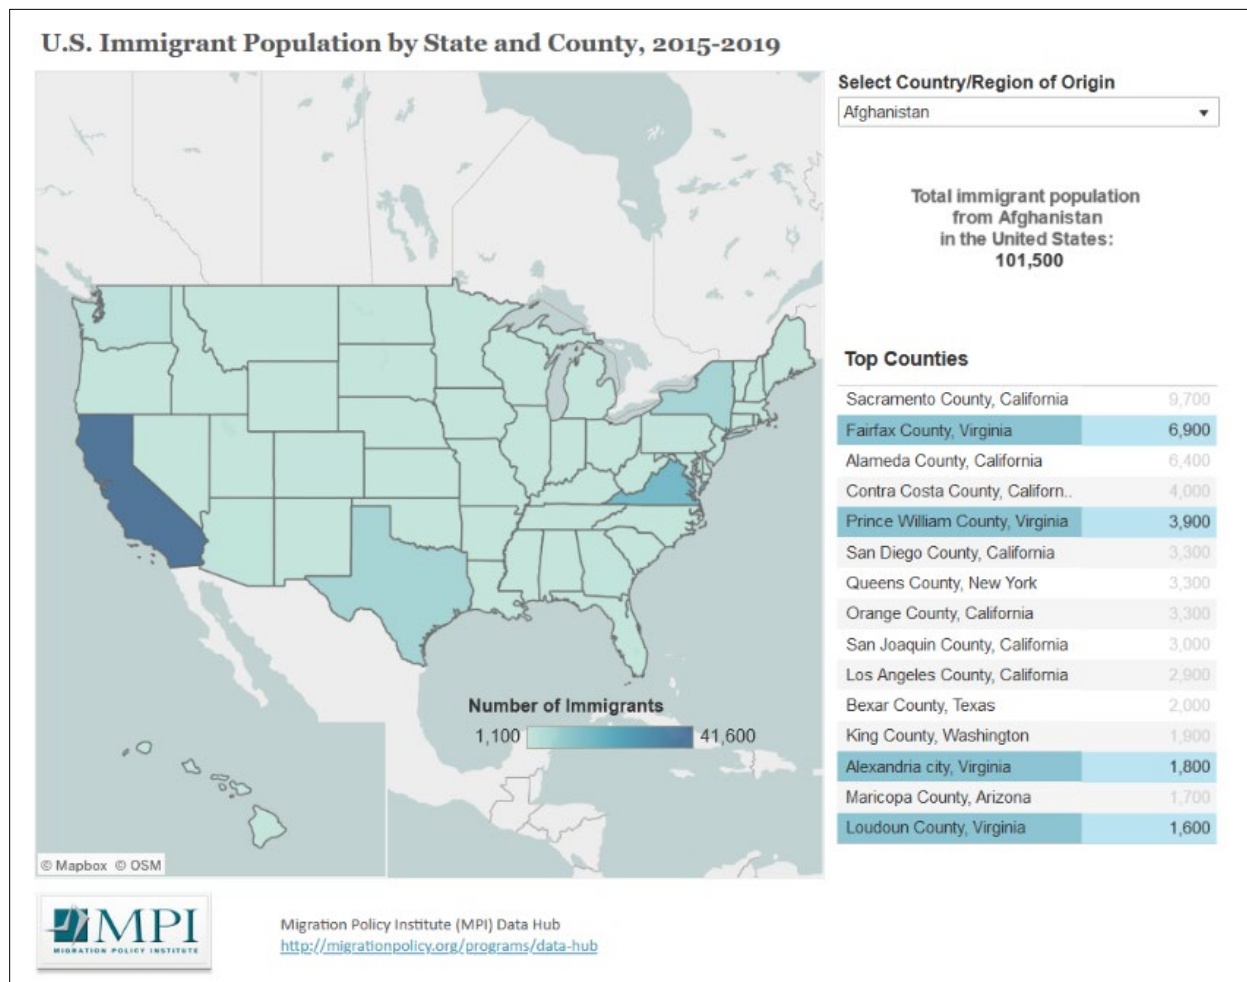 U.S. Immigrant Population by State and County, 2015-2019
Select Country/Region of Origin
Afghanistan
Total immigrant population
from Afghanistan
in the United States:
101,500
Top Counties
Sacramento County, California 9,700
Fairfax County, Virginia 6,900
Alameda County, California 6,400
Contra Costa County, Californ.. 4,000
Prince William County, Virginia 3,900
San Diego County, California 3,300
Queens County, New York 3,300
Orange County, California 3,300
San Joaquin County, California 3,000
Los Angeles County, California 2,900
Bexar County, Texas 2,000
King County, Washington 1,900
Alexandria city, Virginia 1,800
Maricopa County, Arizona 1,700
Loudoun County, Virginia 1,600
Number of Immigrants
1,100 41,600
© Mapbox © OSM
MPI
MIGRATION POLICY INSTITUTE
Migration Policy Institute (MPI) Data Hub
http://migrationpolicy.org/programs/data-hub